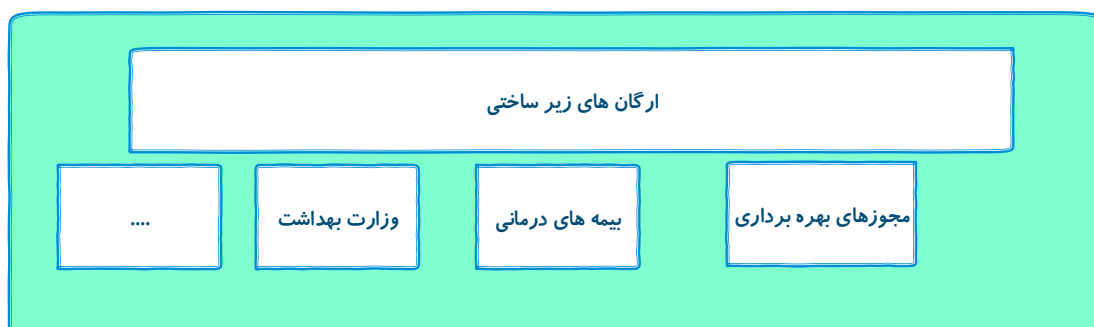 ارگان های زیر ساختی
مجوزهای بهره برداری
بیمه های درمانی
وزارت بهداشت
....